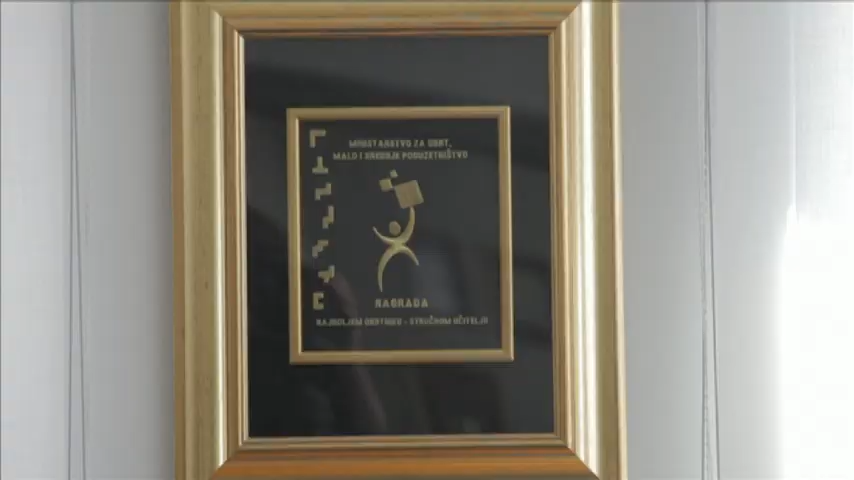 MINISTARSTVO ZA OBRT,
MALO I SREDNJE PODUZETNIŠTVO
NAGRADA
NAJBOLJEM OBRTNIKU - STRUČNOM UČITELJU